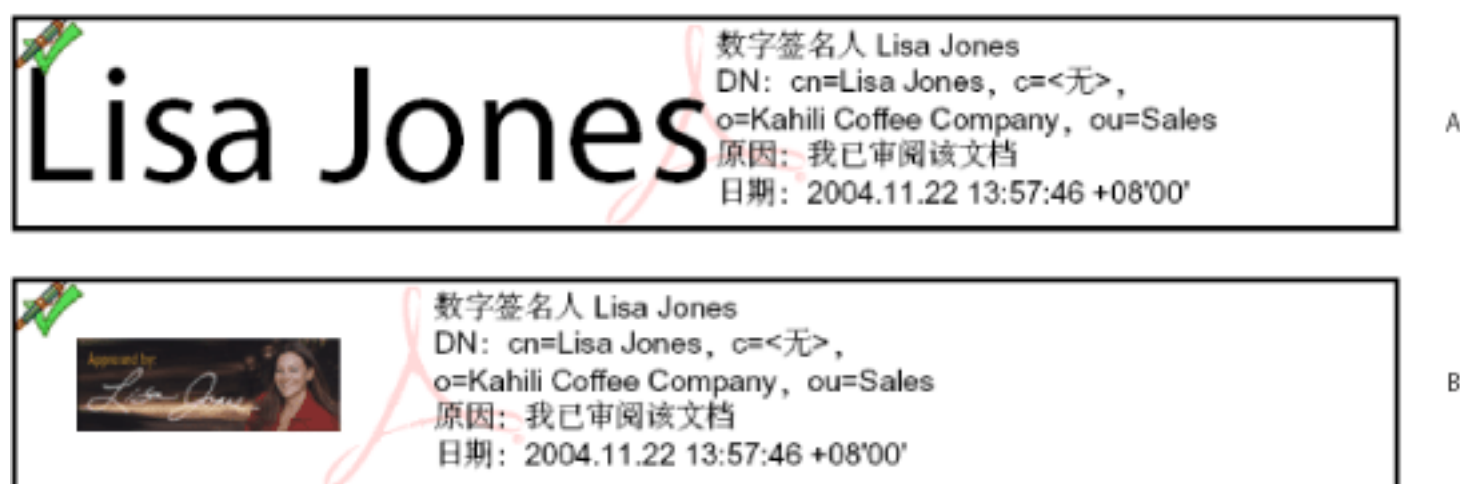 Lisa Jones
数字签名人 Lisa Jones
DN：cn=Lisa Jones，c=<无>，
o=Kahili Coffee Company，ou=Sales
原因：我已审阅该文档
日期：2004.11.22 13:57:46 +08'00'
A
Approved by:
Lisa Jones
数字签名人 Lisa Jones
DN：cn=Lisa Jones，c=<无>，
o=Kahili Coffee Company，ou=Sales
原因：我已审阅该文档
日期：2004.11.22 13:57:46 +08'00'
B